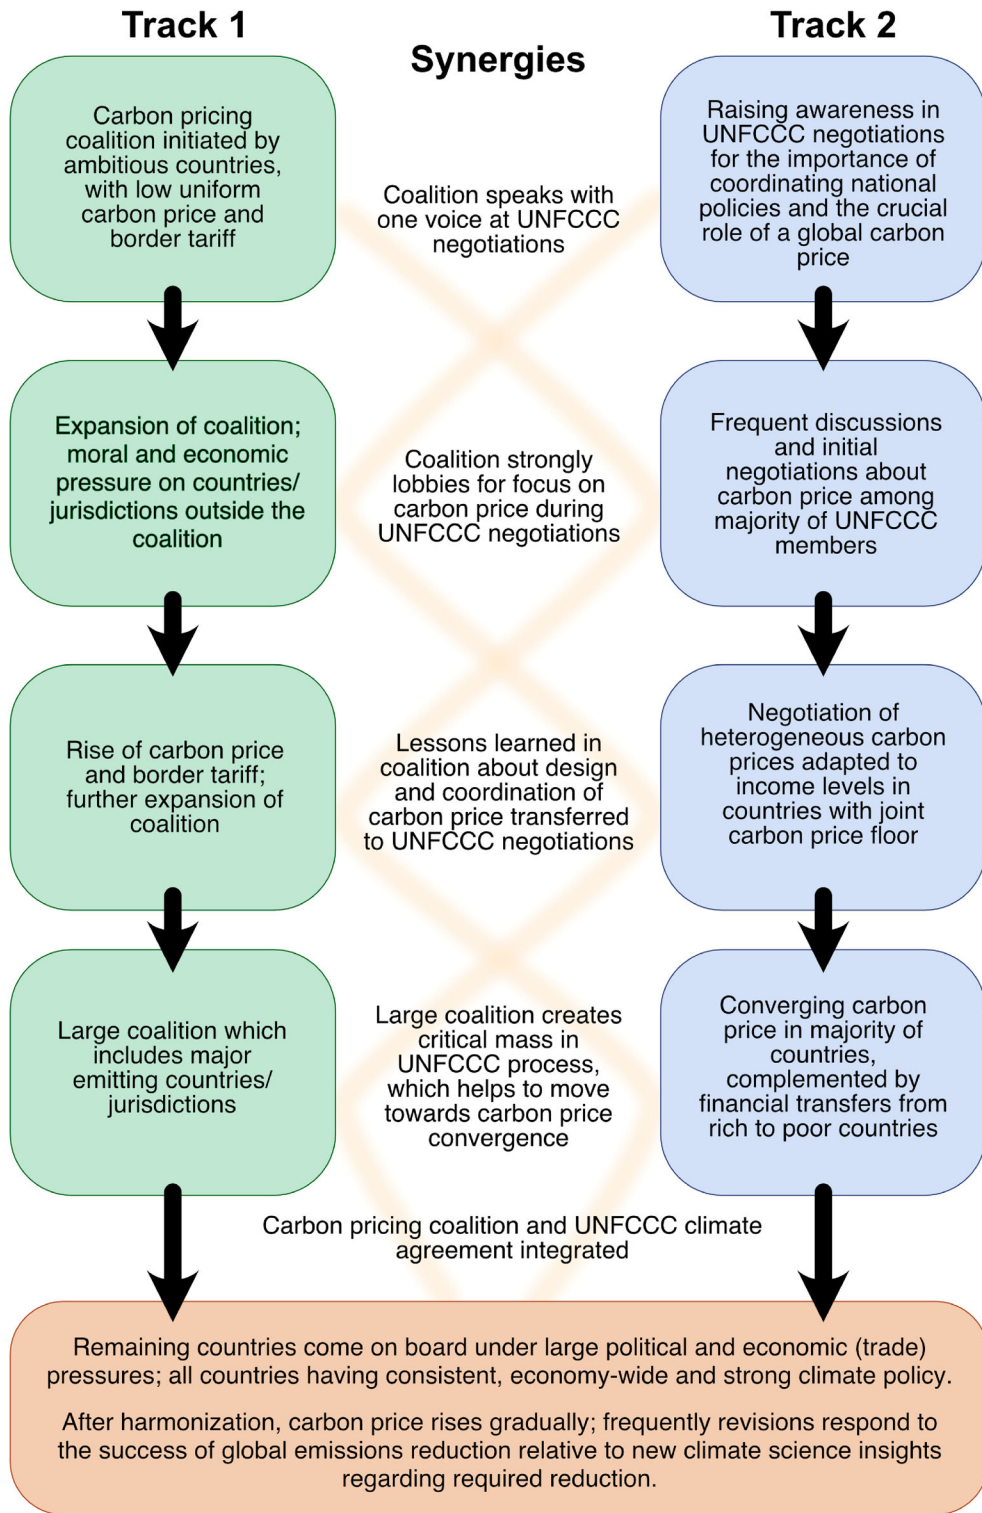 Track 1
Synergies
Track 2
Carbon pricing
coalition initiated by
ambitious countries,
with low uniform
carbon price and
border tariff
Coalition speaks with
one voice at UNFCCC
negotiations
Raising awareness in
UNFCCC negotiations
for the importance of
coordinating national
policies and the crucial
role of a global carbon
price
Expansion of coalition;
moral and economic
pressure on countries/
jurisdictions outside the
coalition
Coalition strongly
lobbies for focus on
carbon price during
UNFCCC negotiations
Frequent discussions
and initial
negotiations about
carbon price among
majority of UNFCCC
members
Rise of carbon price
and border tariff;
further expansion of
coalition
Lessons learned in
coalition about design
and coordination of
carbon price transferred
to UNFCCC negotiations
Negotiation of
heterogeneous carbon
prices adapted to
income levels in
countries with joint
carbon price floor
Large coalition which
includes major
emitting countries/
jurisdictions
Large coalition creates
critical mass in
UNFCCC process,
which helps to move
towards carbon price
convergence
Converging carbon
price in majority of
countries,
complemented by
financial transfers from
rich to poor countries
Carbon pricing coalition and UNFCCC climate
agreement integrated
Remaining countries come on board under large political and economic (trade)
pressures; all countries having consistent, economy-wide and strong climate policy.
After harmonization, carbon price rises gradually; frequently revisions respond to
the success of global emissions reduction relative to new climate science insights
regarding required reduction.